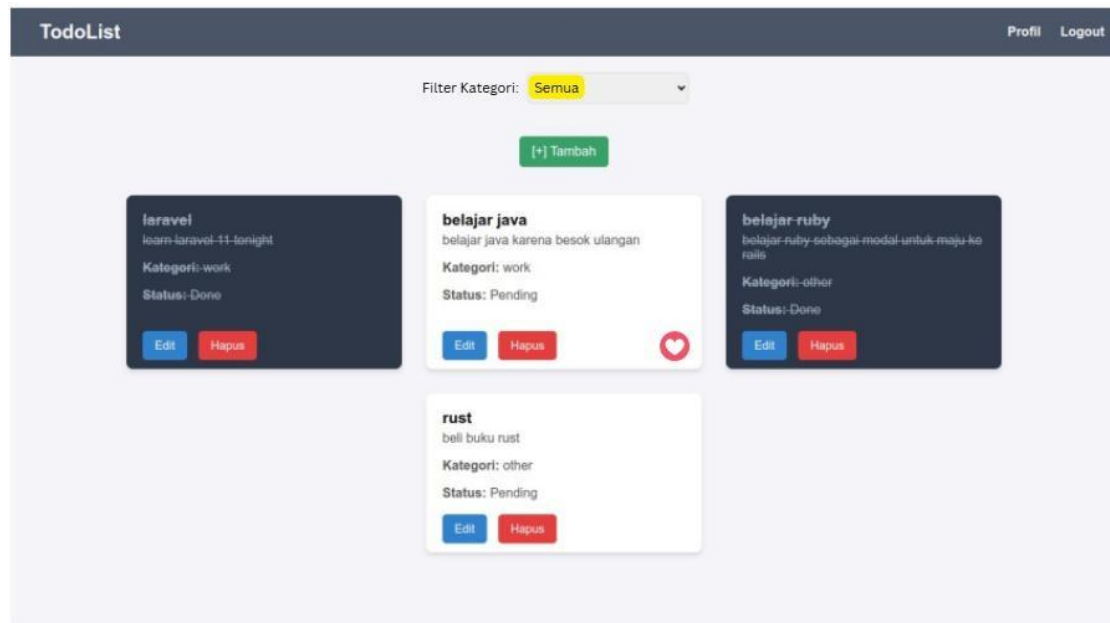 TodoList
Profil Logout
Filter Kategori: Semua
[+] Tambah
laravel
learn laravel 11 tonight
Kategori: work
Status: Done
Edit Hapus
belajar java
belajar java karena besok ulangan
Kategori: work
Status: Pending
Edit Hapus
belajar ruby
belajar ruby sebagai modal untuk maju ke
rails
Kategori: other
Status: Done
Edit Hapus
rust
beli buku rust
Kategori: other
Status: Pending
Edit Hapus